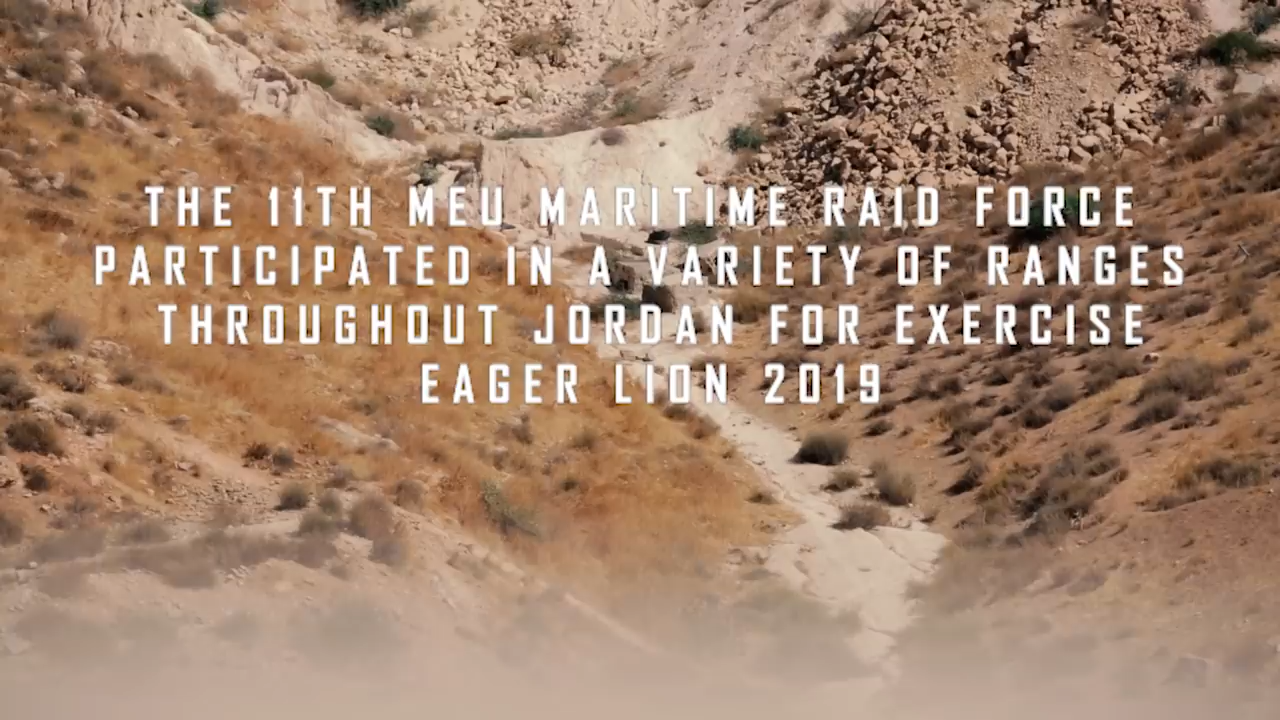 THE 11TH MEU MARITIME RAID FORCE
PARTICIPATED IN A VARIETY OF RANGES
THROUGHOUT JORDAN FOR EXERCISE
EAGER LION 2019